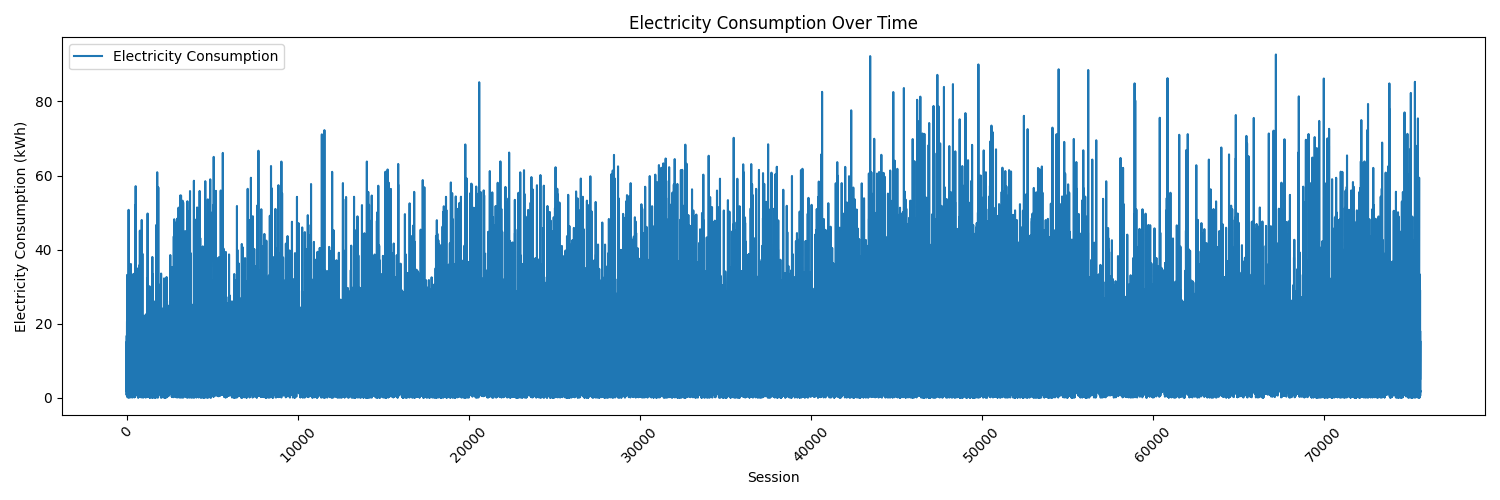 Electricity Consumption Over Time
Electricity Consumption
Electricity Consumption (kWh)
80
60
40
20
0
0 10000 20000 30000 40000 50000 60000 70000
Session